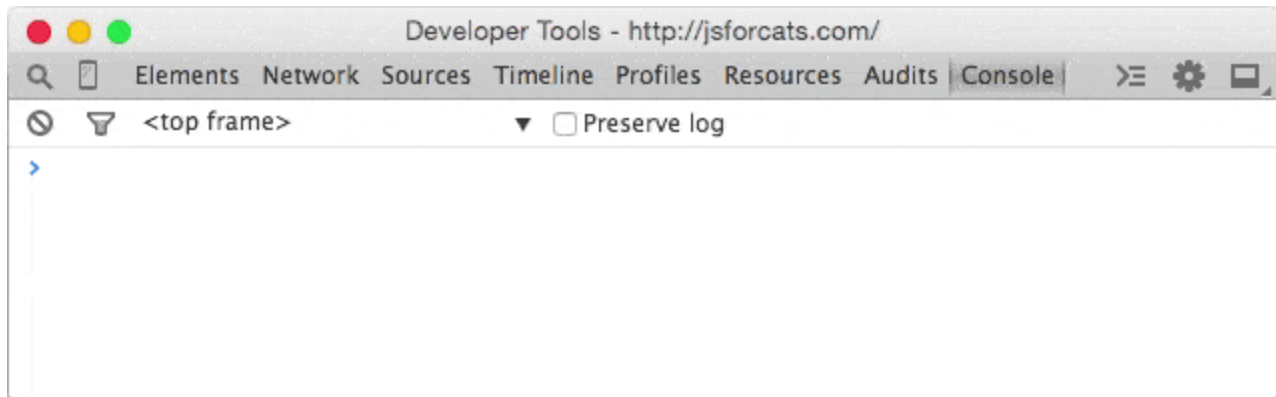 Developer Tools - http://jsforcats.com/
Elements Network Sources Timeline Profiles Resources Audits Console
<top frame> ▼ Preserve log
>